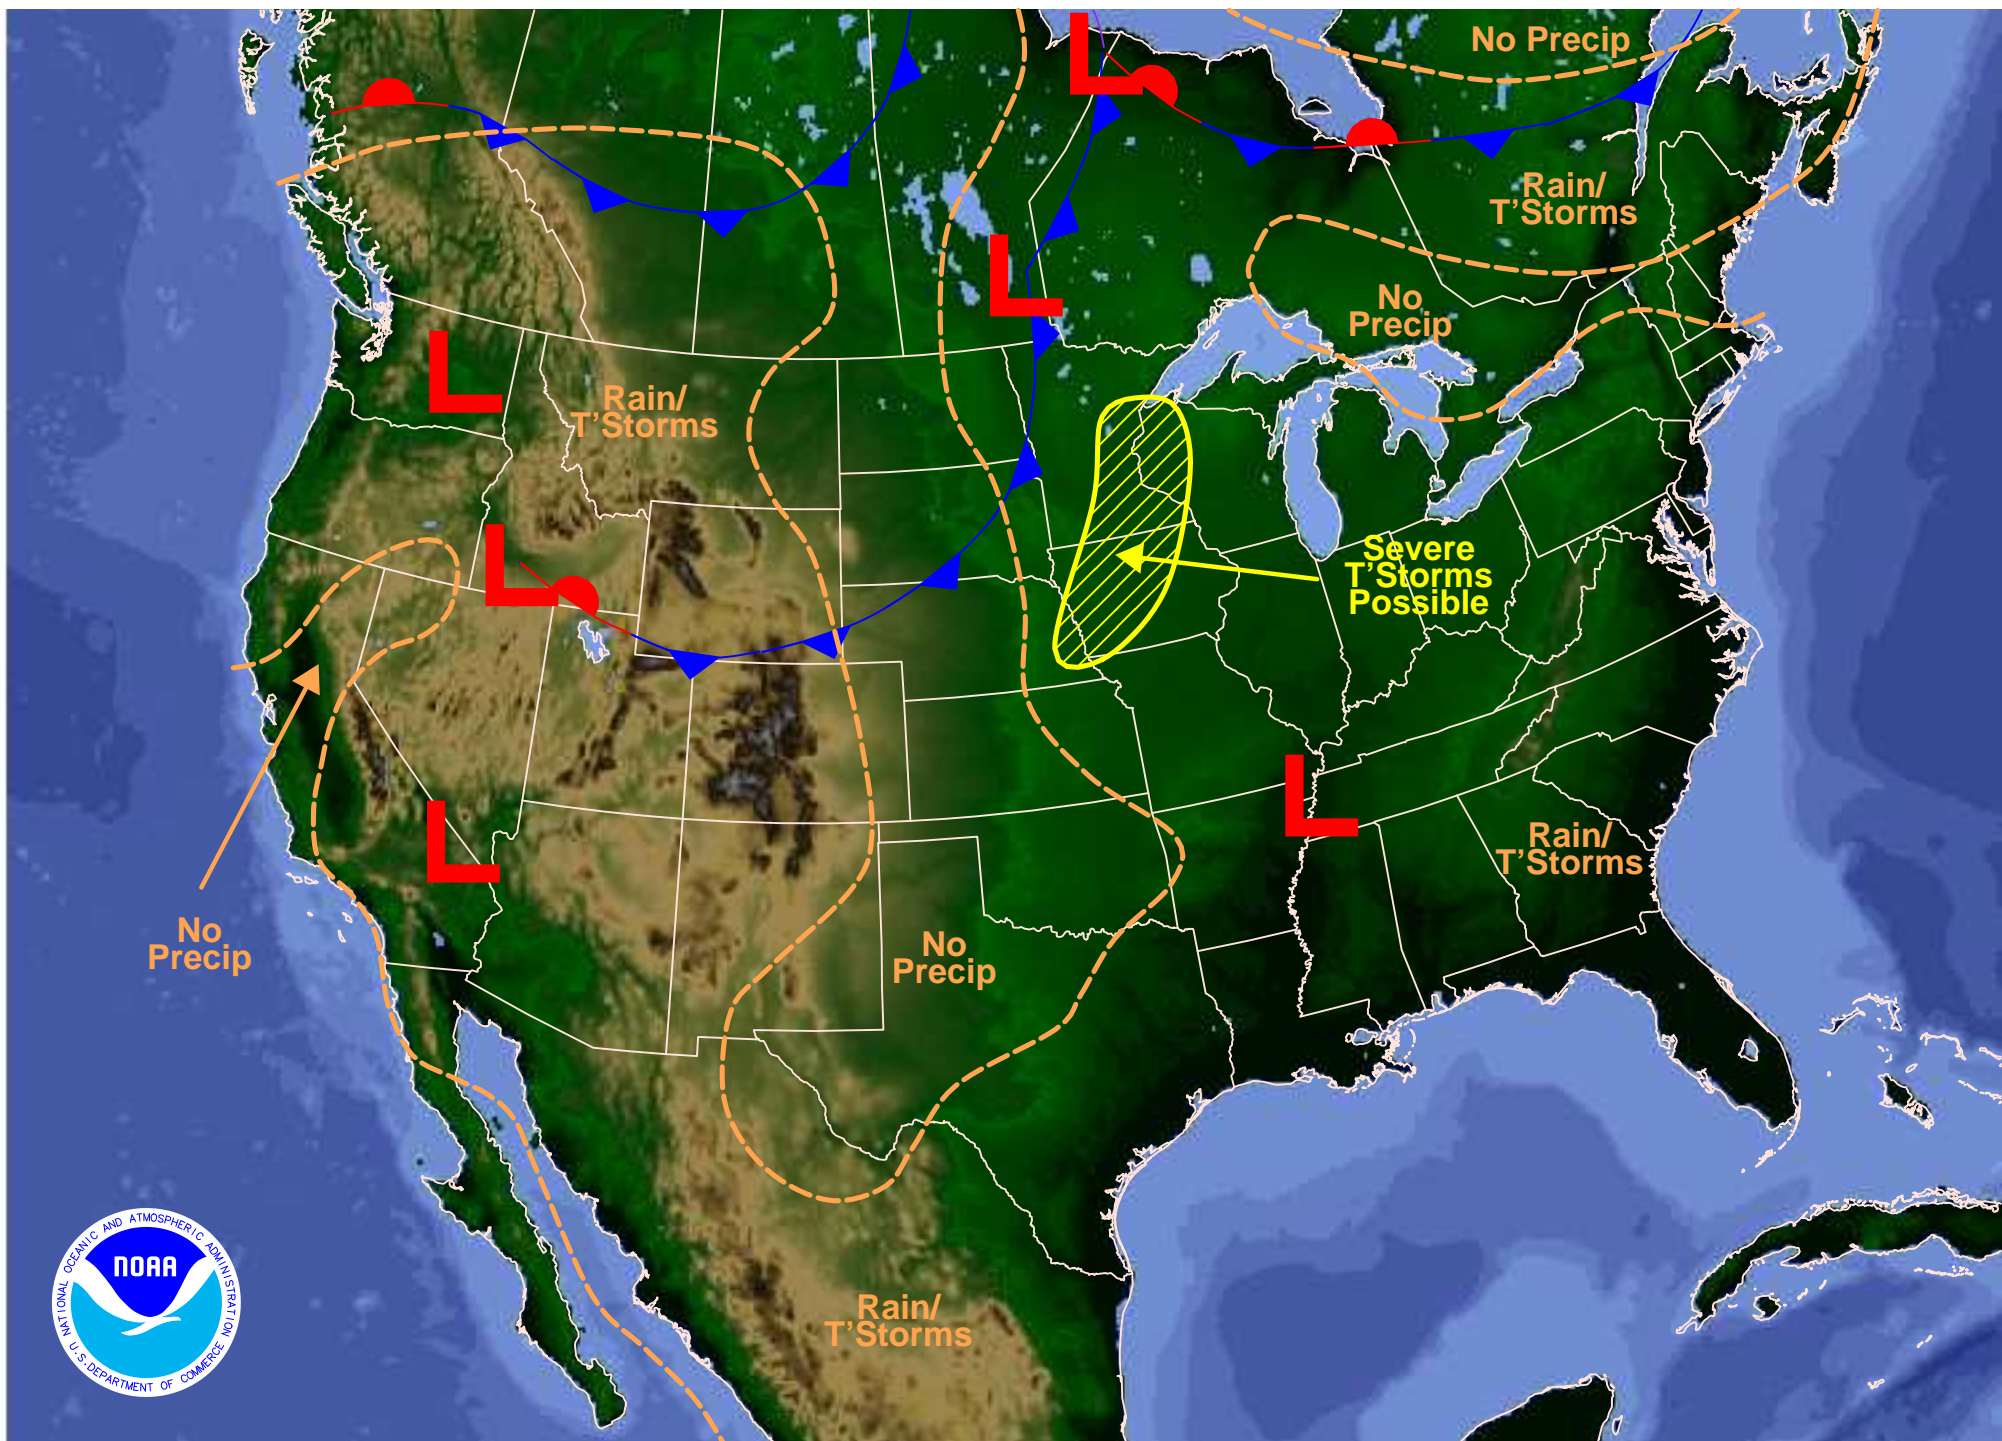 No Precip
Rain/
T'Storms
No
Precip
Rain/
T'Storms
Severe
T'Storms
Possible
Rain/
T'Storms
No
Precip
No
Precip
Rain/
T'Storms
L
L
L
L
L
L
NATIONAL OCEANIC AND ATMOSPHERIC ADMINISTRATION
NOAA
U.S. DEPARTMENT OF COMMERCE